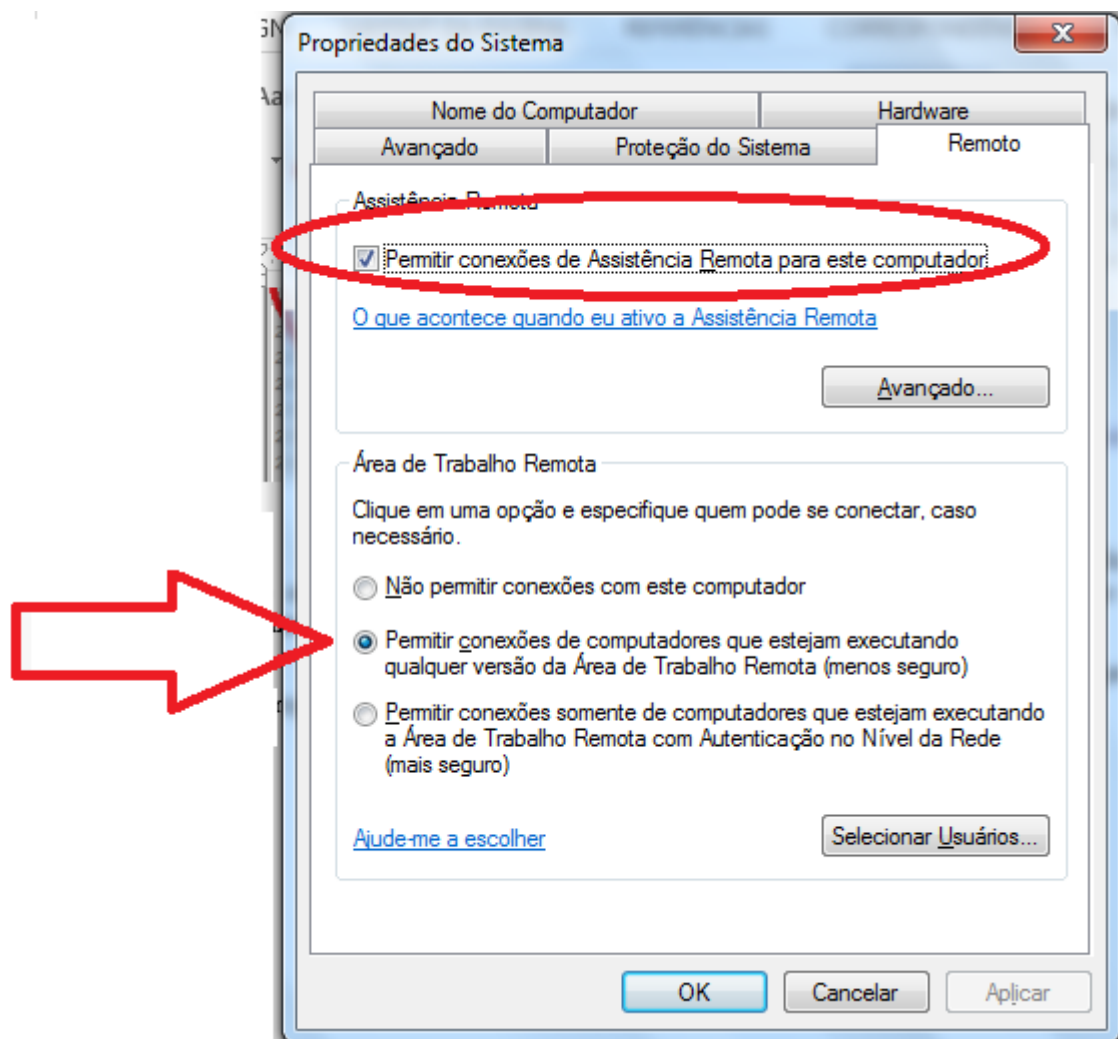 GN
Propriedades do Sistema
Aa
Nome do Computador
Hardware
Avançado
Proteção do Sistema
Remoto
Assistência Remota
Permitir conexões de Assistência Remota para este computador
O que acontece quando eu ativo a Assistência Remota
Avançado...
Área de Trabalho Remota
Clique em uma opção e especifique quem pode se conectar, caso
necessário.
Não permitir conexões com este computador
Permitir conexões de computadores que estejam executando
qualquer versão da Área de Trabalho Remota (menos seguro)
Permitir conexões somente de computadores que estejam executando
a Área de Trabalho Remota com Autenticação no Nível da Rede
(mais seguro)
Ajude-me a escolher
Selecionar Usuários...
OK
Cancelar
Aplicar